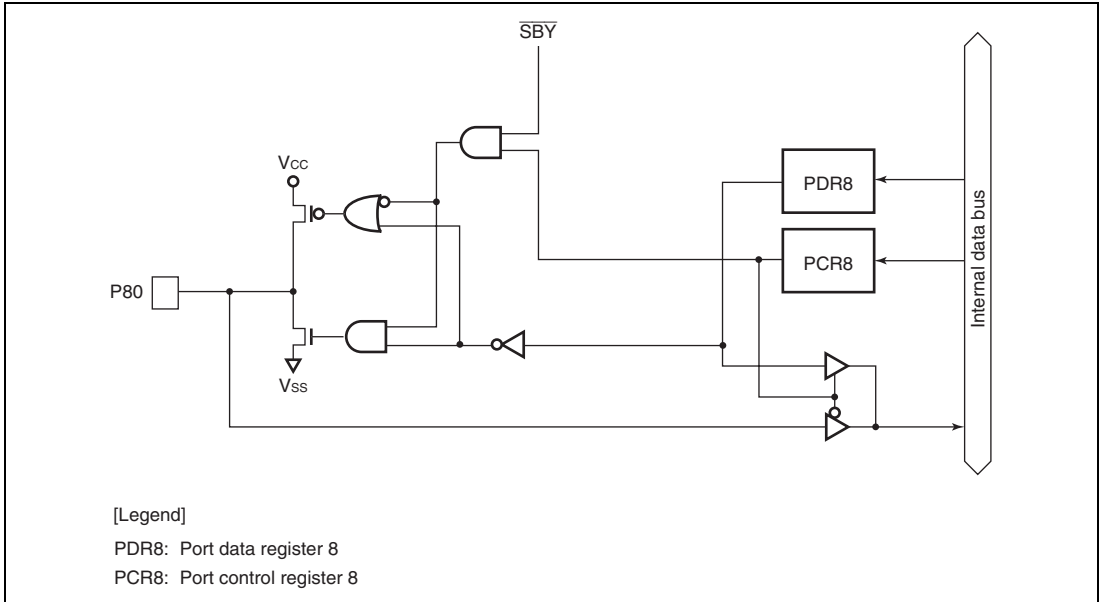 SBY
VCC
PDR8
PCR8
P80
VSS
Internal data bus
[Legend]
PDR8: Port data register 8
PCR8: Port control register 8